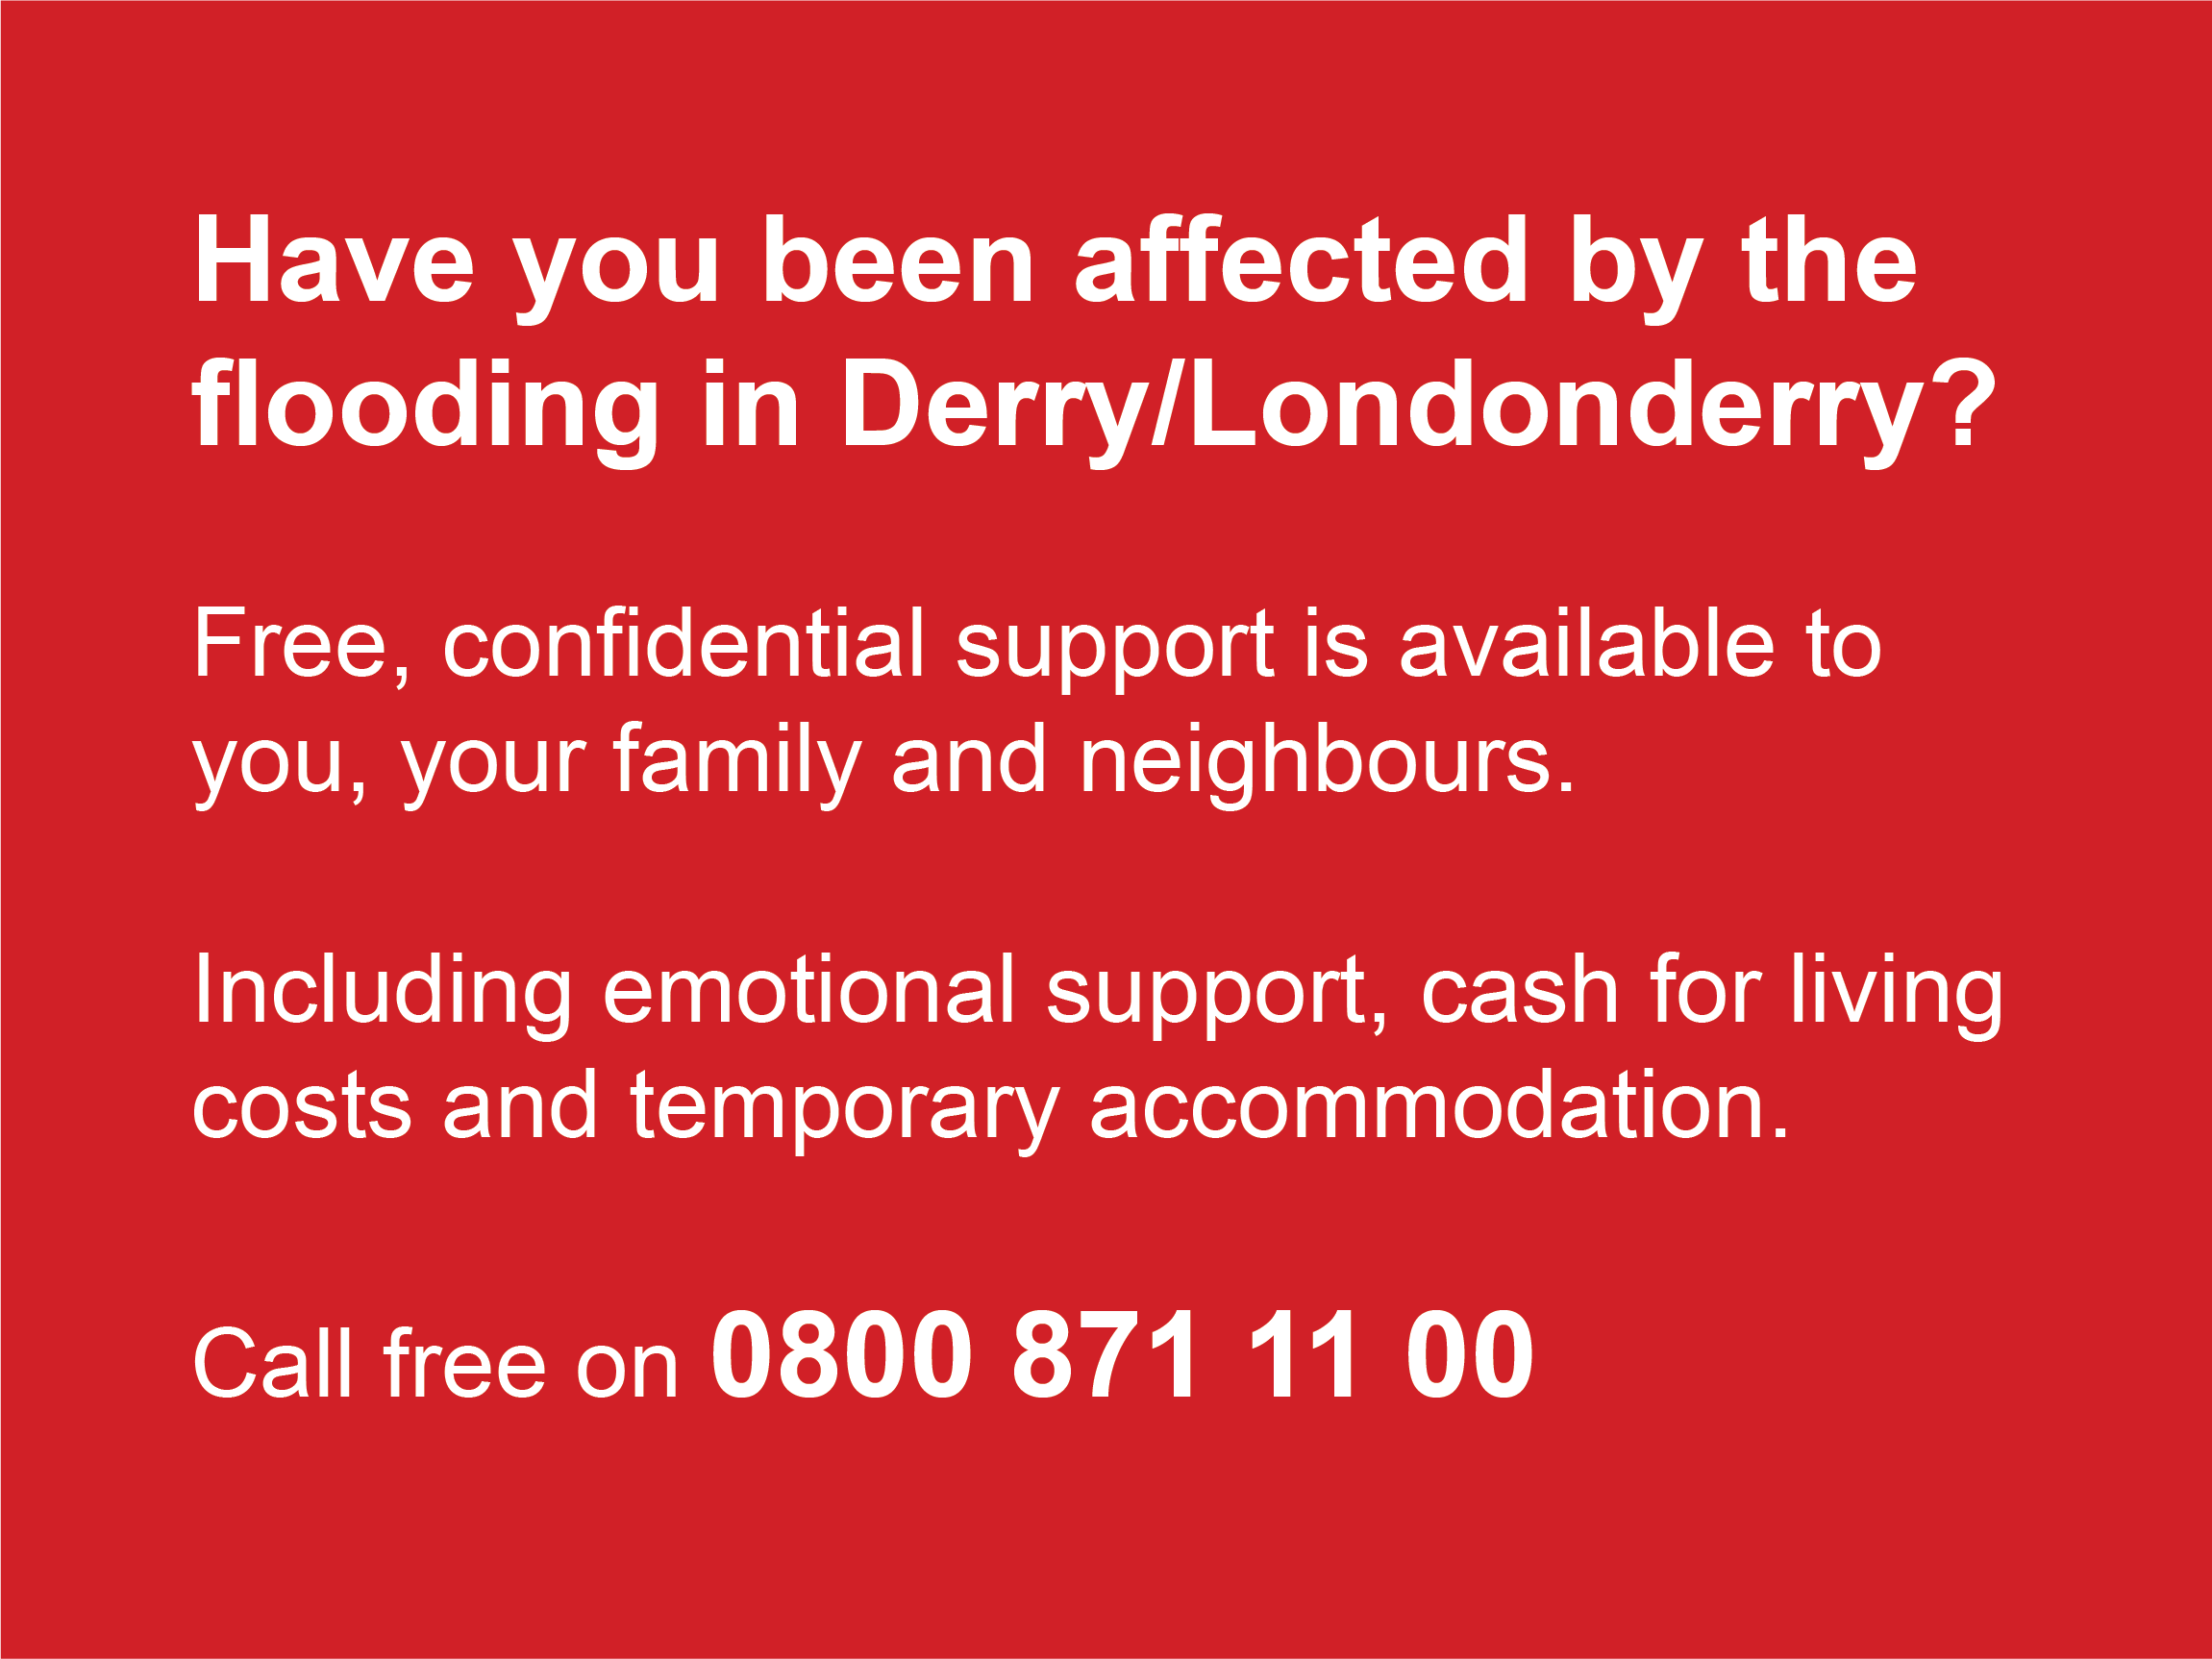 Have you been affected by the
flooding in Derry/Londonderry?
Free, confidential support is available to
you, your family and neighbours.
Including emotional support, cash for living
costs and temporary accommodation.
Call free on 0800 871 11 00